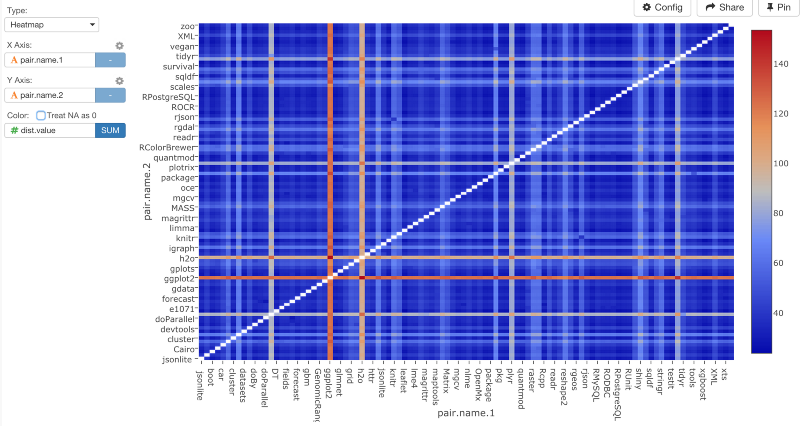 Type:
Heatmap
X Axis:
A pair.name.1 -
Y Axis:
A pair.name.2 -
Color: Treat NA as 0
# dist.value SUM
Config Share Pin
zoo
XML
vegan
tidyr
survival
sqldf
scales
RPostgreSQL
ROCR
rjson
rgdal
readr
RColorBrewer
quantmod
plotrix
package
oce
mgcv
MASS
magrittr
limma
knitr
igraph
h2o
gplots
ggplot2
gdata
forecast
e1071
doParallel
devtools
cluster
Cairo
jsonlite
pair.name.2
jsonlite
boot
car
cluster
datasets
doBy
doParallel
DT
fields
forecast
gbm
GenomicRang
ggplot2
glmnet
grid
h2o
httr
jsonlite
knitr
leaflet
lme4
magrittr
maptools
Matrix
mgcv
nlme
OpenMx
package
pkg
plyr
quantmod
raster
Rcpp
readr
reshape2
rgeos
rjson
RMySQL
RODBC
RPostgreSQL
RUnit
shiny
sqldf
stringr
testit
tidyr
tools
xgboost
XML
xts
pair.name.1
140
120
100
80
60
40